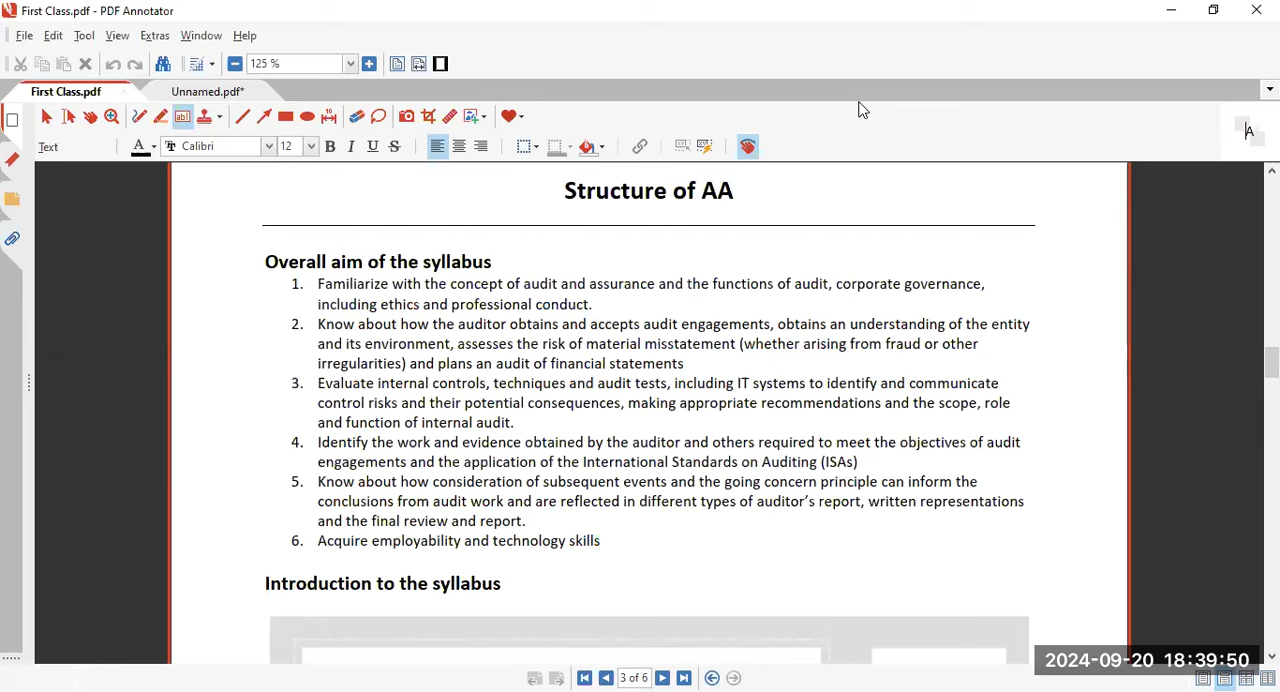 First Class.pdf - PDF Annotator
File Edit Tool View Extras Window Help
125 %
First Class.pdf Unnamed.pdf*
Text A Calibri 12 B I U S
A
Structure of AA
Overall aim of the syllabus
1. Familiarize with the concept of audit and assurance and the functions of audit, corporate governance,
including ethics and professional conduct.
2. Know about how the auditor obtains and accepts audit engagements, obtains an understanding of the entity
and its environment, assesses the risk of material misstatement (whether arising from fraud or other
irregularities) and plans an audit of financial statements
3. Evaluate internal controls, techniques and audit tests, including IT systems to identify and communicate
control risks and their potential consequences, making appropriate recommendations and the scope, role
and function of internal audit.
4. Identify the work and evidence obtained by the auditor and others required to meet the objectives of audit
engagements and the application of the International Standards on Auditing (ISAs)
5. Know about how consideration of subsequent events and the going concern principle can inform the
conclusions from audit work and are reflected in different types of auditor's report, written representations
and the final review and report.
6. Acquire employability and technology skills
Introduction to the syllabus
2024-09-20 18:39:50
3 of 6